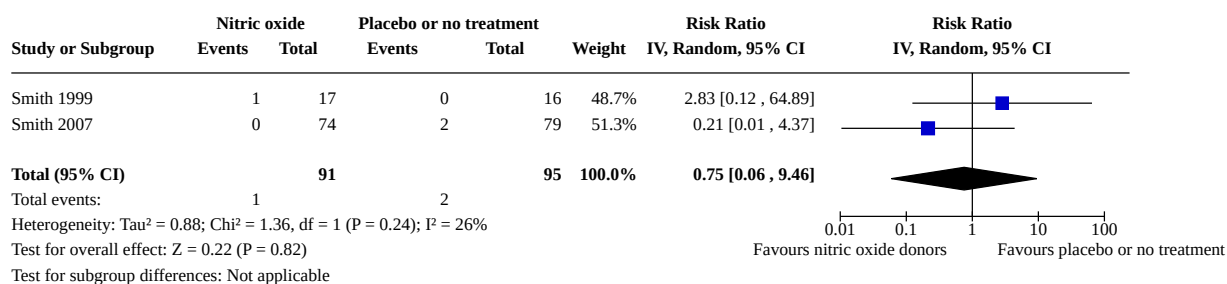 Nitric oxide Placebo or no treatment Risk Ratio Risk Ratio
Study or Subgroup Events Total Events Total Weight IV, Random, 95% CI IV, Random, 95% CI
Smith 1999 1 17 0 16 48.7% 2.83 [0.12 , 64.89]
Smith 2007 0 74 2 79 51.3% 0.21 [0.01 , 4.37]
Total (95% CI) 91 95 100.0% 0.75 [0.06 , 9.46]
Total events: 1 2
Heterogeneity: Tau² = 0.88; Chi² = 1.36, df = 1 (P = 0.24); I² = 26%
0.01 0.1 1 10 100
Test for overall effect: Z = 0.22 (P = 0.82) Favours nitric oxide donors Favours placebo or no treatment
Test for subgroup differences: Not applicable